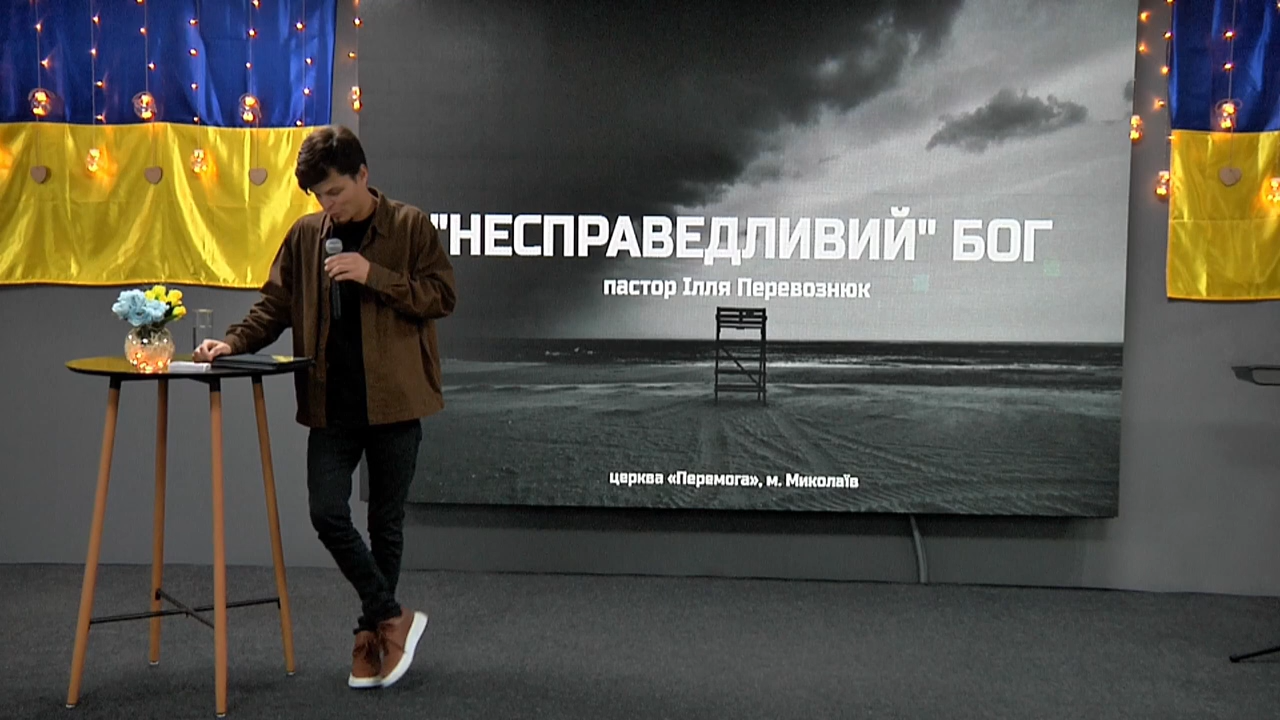 "НЕСПРАВЕДЛИВИЙ" БОГ
пастор Ілля Перевознюк
церква «Перемога», м. Миколаїв